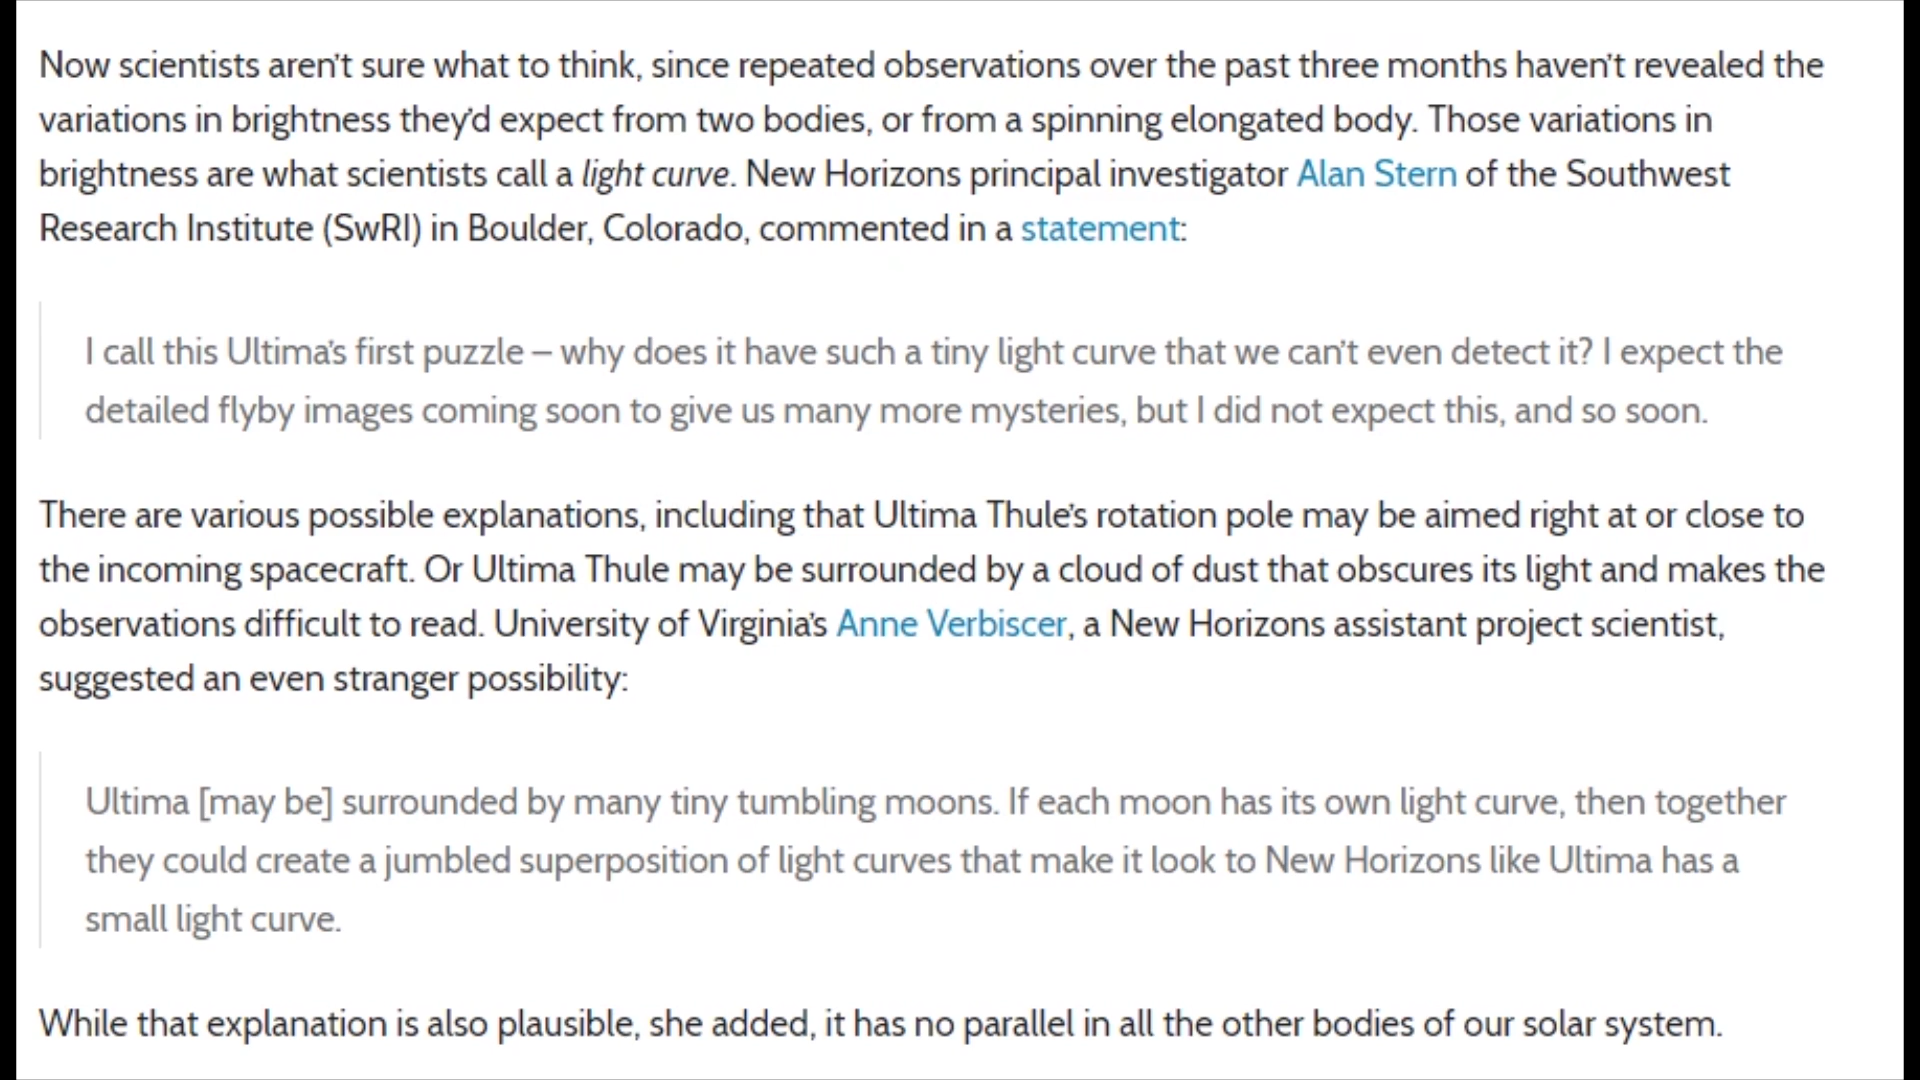 Now scientists aren't sure what to think, since repeated observations over the past three months haven't revealed the
variations in brightness they'd expect from two bodies, or from a spinning elongated body. Those variations in
brightness are what scientists call a light curve. New Horizons principal investigator Alan Stern of the Southwest
Research Institute (SwRI) in Boulder, Colorado, commented in a statement:
I call this Ultima's first puzzle – why does it have such a tiny light curve that we can't even detect it? I expect the
detailed flyby images coming soon to give us many more mysteries, but I did not expect this, and so soon.
There are various possible explanations, including that Ultima Thule's rotation pole may be aimed right at or close to
the incoming spacecraft. Or Ultima Thule may be surrounded by a cloud of dust that obscures its light and makes the
observations difficult to read. University of Virginia's Anne Verbiscer, a New Horizons assistant project scientist,
suggested an even stranger possibility:
Ultima [may be] surrounded by many tiny tumbling moons. If each moon has its own light curve, then together
they could create a jumbled superposition of light curves that make it look to New Horizons like Ultima has a
small light curve.
While that explanation is also plausible, she added, it has no parallel in all the other bodies of our solar system.